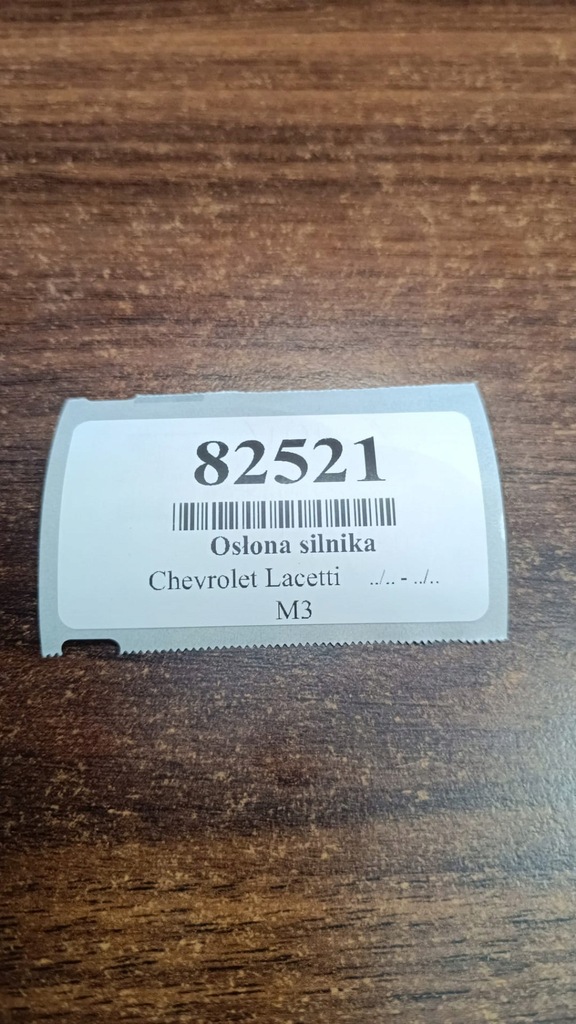 82521
Osłona silnika
Chevrolet Lacetti ../.. - ../..
M3